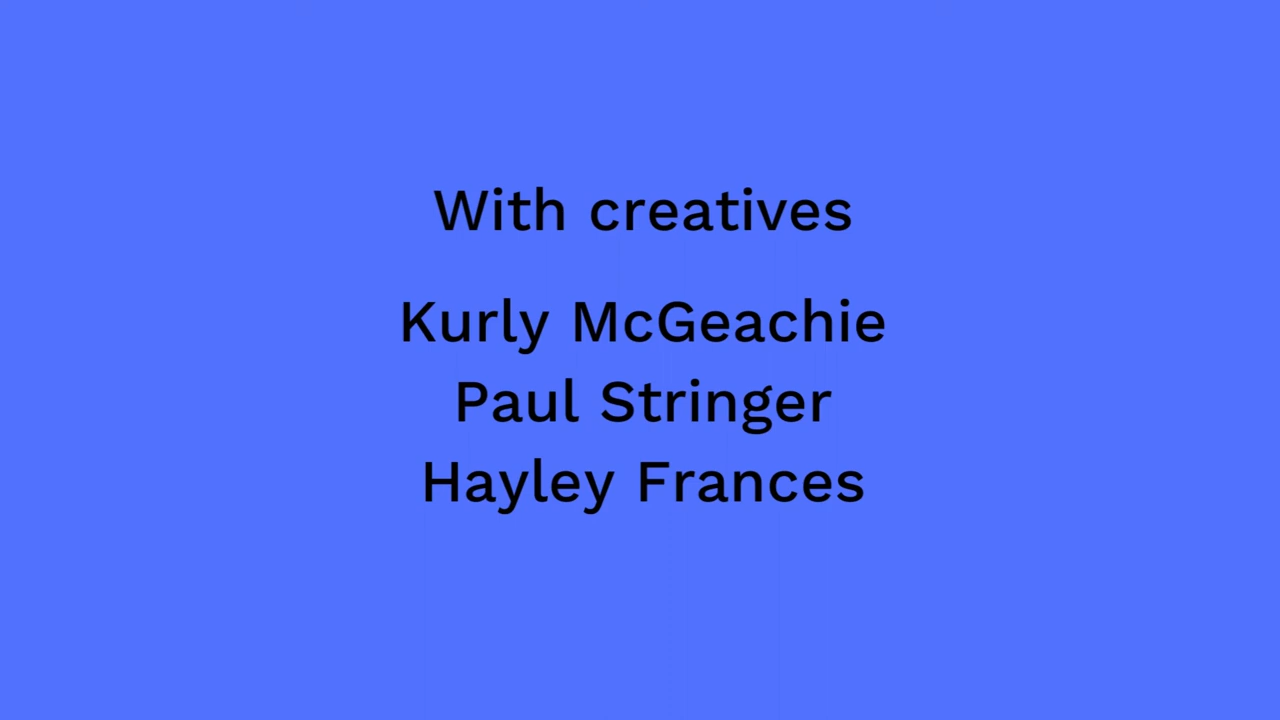 With creatives
Kurly McGeachie
Paul Stringer
Hayley Frances